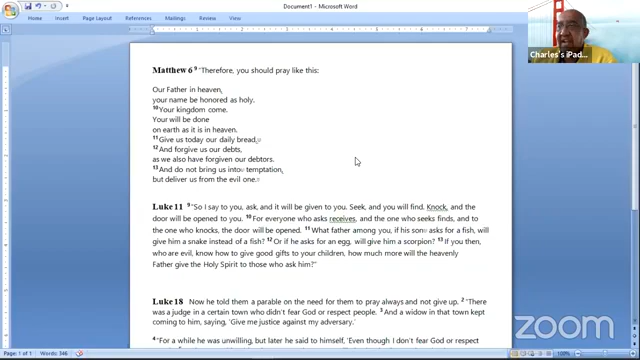 Document1 - Microsoft Word
Home
Insert
Page Layout
References
Mailings
Review
View
Charles's iPad...
Matthew 6 9 "Therefore, you should pray like this:
Our Father in heaven,
your name be honored as holy.
10 Your kingdom come.
Your will be done
on earth as it is in heaven.
11 Give us today our daily bread.
12 And forgive us our debts,
as we also have forgiven our debtors.
13 And do not bring us into temptation,
but deliver us from the evil one.
Luke 11 9 "So I say to you, ask, and it will be given to you. Seek, and you will find. Knock, and the
door will be opened to you. 10 For everyone who asks receives, and the one who seeks finds, and to
the one who knocks, the door will be opened. 11 What father among you, if his son asks for a fish, will
give him a snake instead of a fish? 12 Or if he asks for an egg, will give him a scorpion? 13 If you then,
who are evil, know how to give good gifts to your children, how much more will the heavenly
Father give the Holy Spirit to those who ask him?"
Luke 18 Now he told them a parable on the need for them to pray always and not give up. 2 "There
was a judge in a certain town who didn't fear God or respect people. 3 And a widow in that town kept
coming to him, saying, 'Give me justice against my adversary.'
4 "For a while he was unwilling, but later he said to himself, 'Even though I don't fear God or respect
zoom
Page: 1 of 1
Words: 346
100%